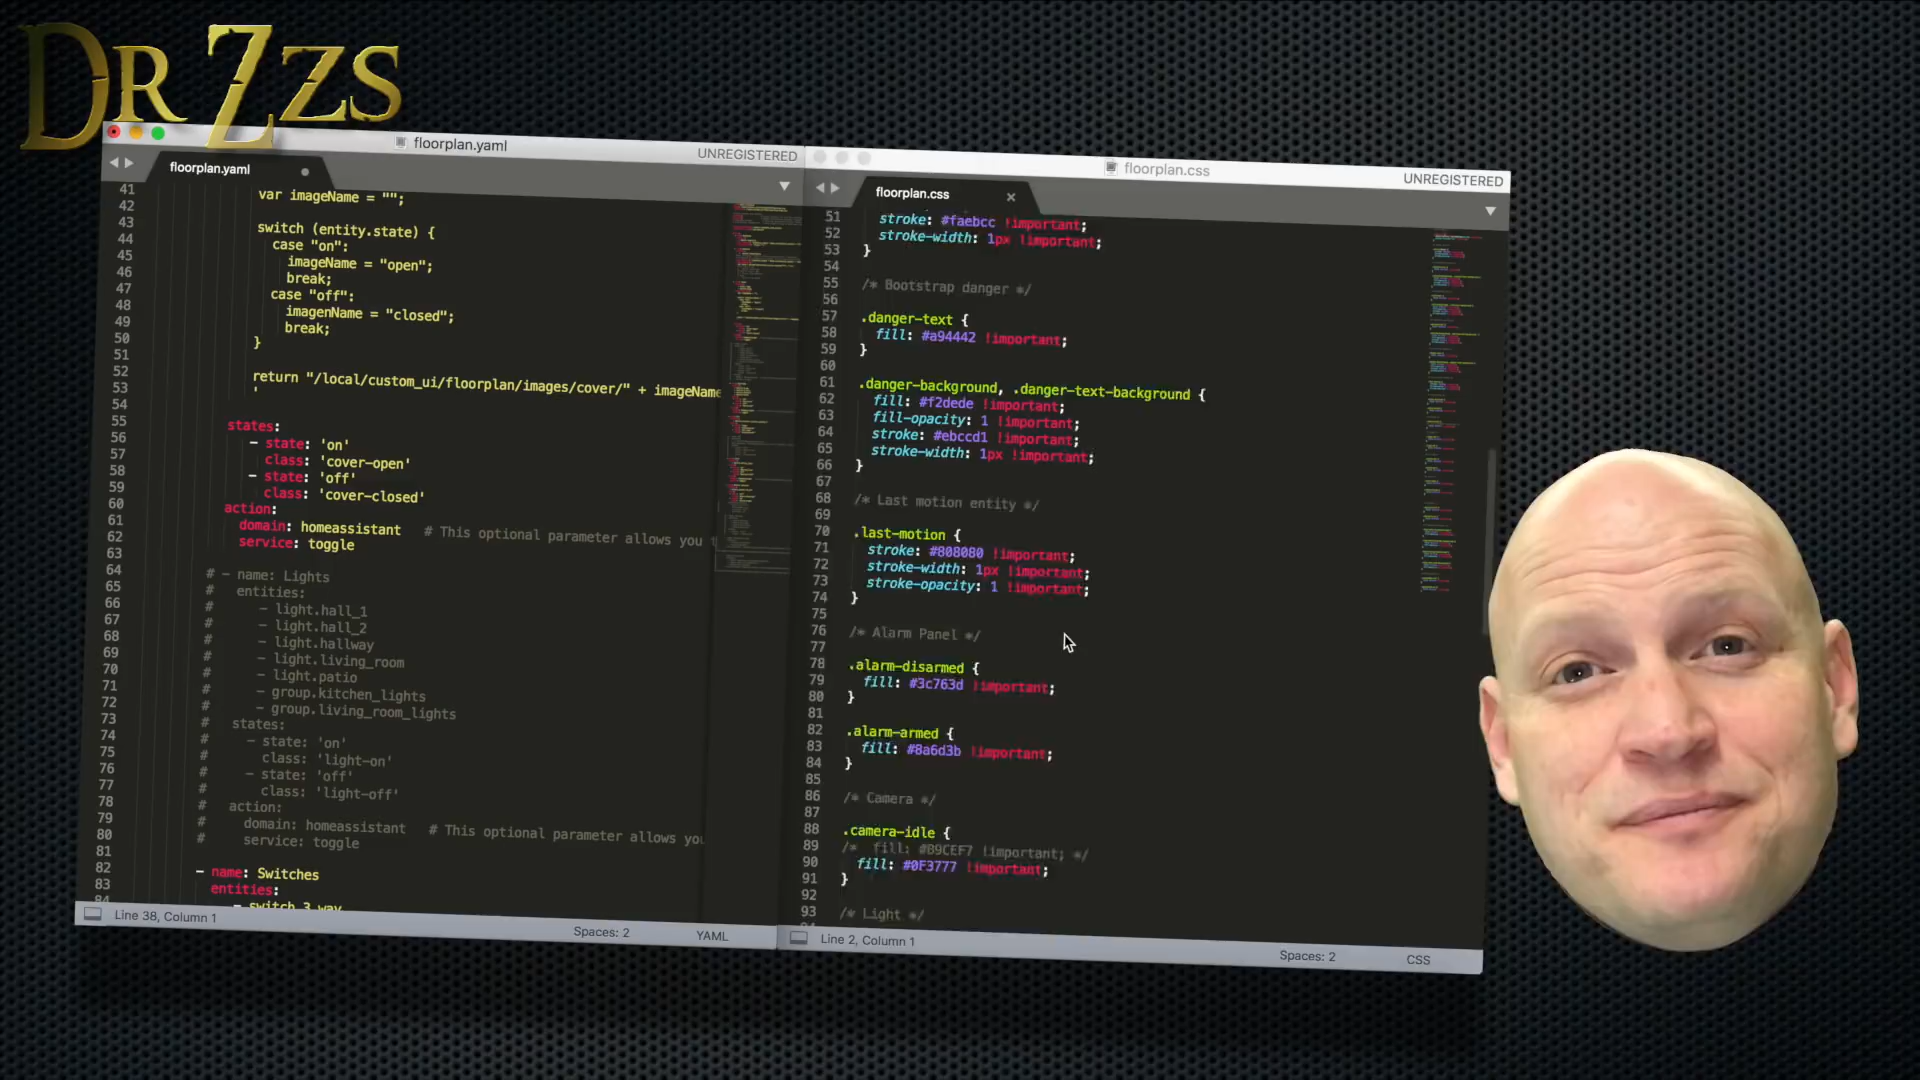 DR ZZS
floorplan.yaml
UNREGISTERED
floorplan.yaml
41
42 var imageName = "";
43
44 switch (entity.state) {
45 case "on":
46 imageName = "open";
47 break;
48 case "off":
49 imagenName = "closed";
50 break;
51 }
52
53 return "/local/custom_ui/floorplan/images/cover/" + imageName
54 '
55
56 states:
57 - state: 'on'
58 class: 'cover-open'
59 - state: 'off'
60 class: 'cover-closed'
61 action:
62 domain: homeassistant # This optional parameter allows you
63 service: toggle
64
65 # - name: Lights
66 # entities:
67 # - light.hall_1
68 # - light.hall_2
69 # - light.hallway
70 # - light.living_room
71 # - light.patio
72 # - group.kitchen_lights
73 # - group.living_room_lights
74 # states:
75 # - state: 'on'
76 # class: 'light-on'
77 # - state: 'off'
78 # class: 'light-off'
79 # action:
80 # domain: homeassistant # This optional parameter allows you
81 # service: toggle
82
83 - name: Switches
84 entities:
- switch.3_way
Line 38, Column 1
Spaces: 2
YAML
floorplan.css
UNREGISTERED
floorplan.css
51 stroke: #faebcc !important;
52 stroke-width: 1px !important;
53 }
54
55 /* Bootstrap danger */
56
57 .danger-text {
58 fill: #a94442 !important;
59 }
60
61 .danger-background, .danger-text-background {
62 fill: #f2dede !important;
63 fill-opacity: 1 !important;
64 stroke: #ebccd1 !important;
65 stroke-width: 1px !important;
66 }
67
68 /* Last motion entity */
69
70 .last-motion {
71 stroke: #808080 !important;
72 stroke-width: 1px !important;
73 stroke-opacity: 1 !important;
74 }
75
76 /* Alarm Panel */
77
78 .alarm-disarmed {
79 fill: #3c763d !important;
80 }
81
82 .alarm-armed {
83 fill: #8a6d3b !important;
84 }
85
86 /* Camera */
87
88 .camera-idle {
89 /* fill: #B9CEF7 !important; */
90 fill: #0F3777 !important;
91 }
92
93 /* Light */
Line 2, Column 1
Spaces: 2
CSS